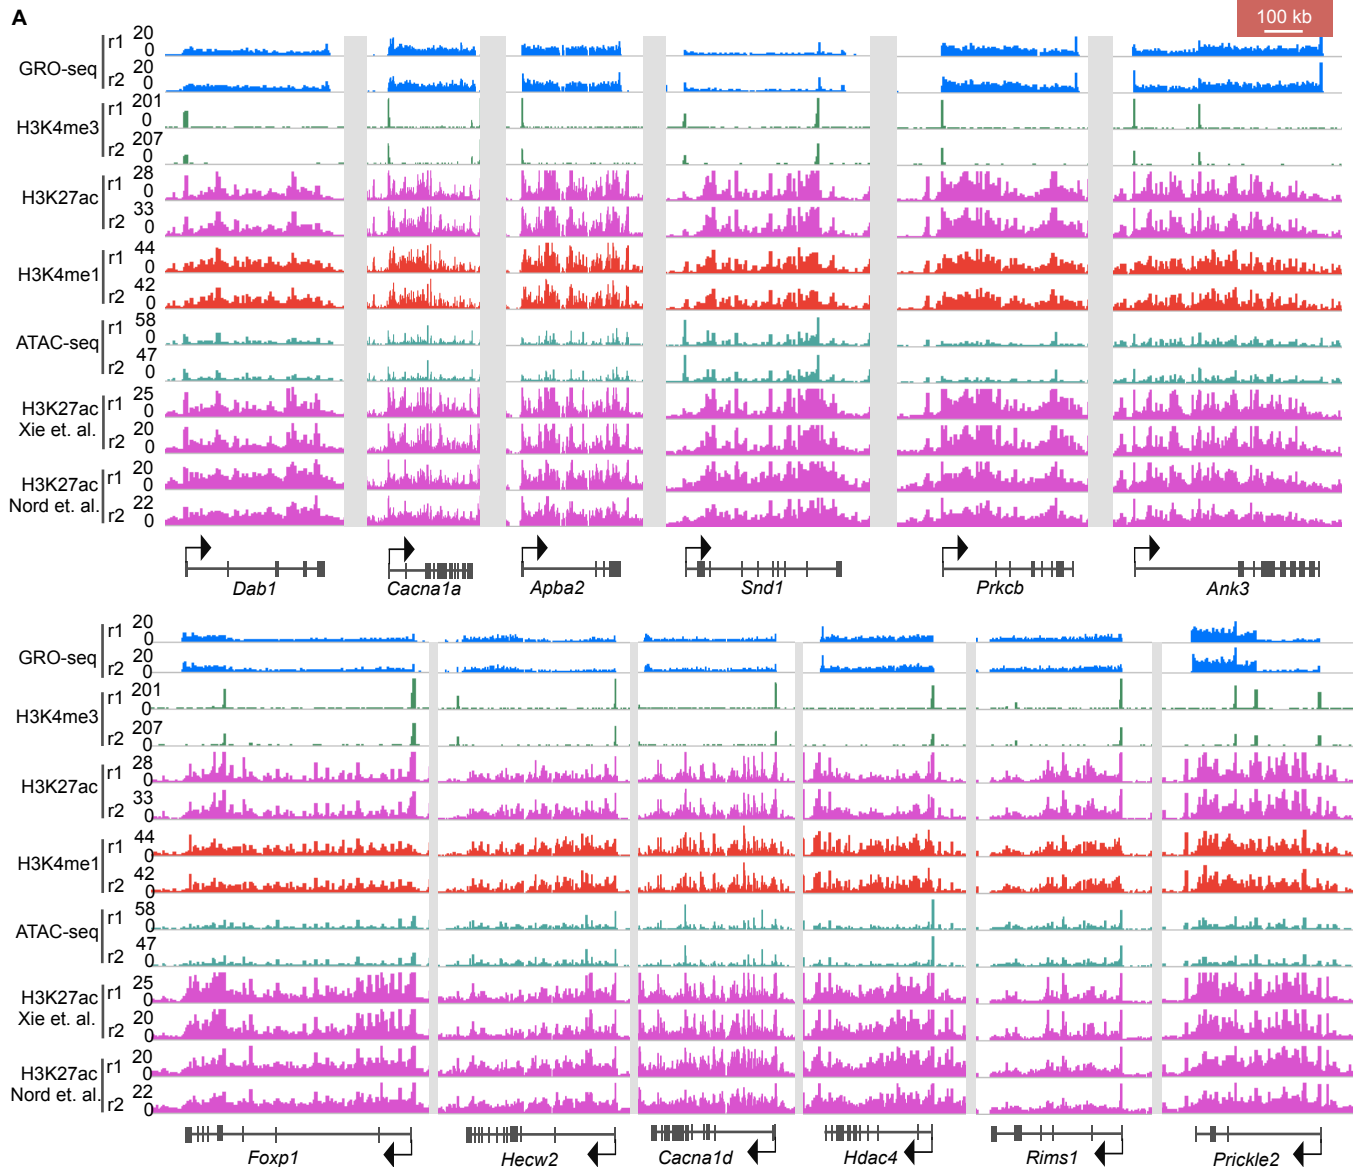 A
100 kb
GRO-seq r1 20 0
r2 20 0
H3K4me3 r1 201 0
r2 207 0
H3K27ac r1 28 0
r2 33 0
H3K4me1 r1 44 0
r2 42 0
ATAC-seq r1 58 0
r2 47 0
H3K27ac Xie et. al. r1 25 0
r2 20 0
H3K27ac Nord et. al. r1 20 0
r2 22 0
Dab1 Cacna1a Apba2 Snd1 Prkcb Ank3
GRO-seq r1 20 0
r2 20 0
H3K4me3 r1 201 0
r2 207 0
H3K27ac r1 28 0
r2 33 0
H3K4me1 r1 44 0
r2 42 0
ATAC-seq r1 58 0
r2 47 0
H3K27ac Xie et. al. r1 25 0
r2 20 0
H3K27ac Nord et. al. r1 20 0
r2 22 0
Foxp1 Hecw2 Cacna1d Hdac4 Rims1 Prickle2